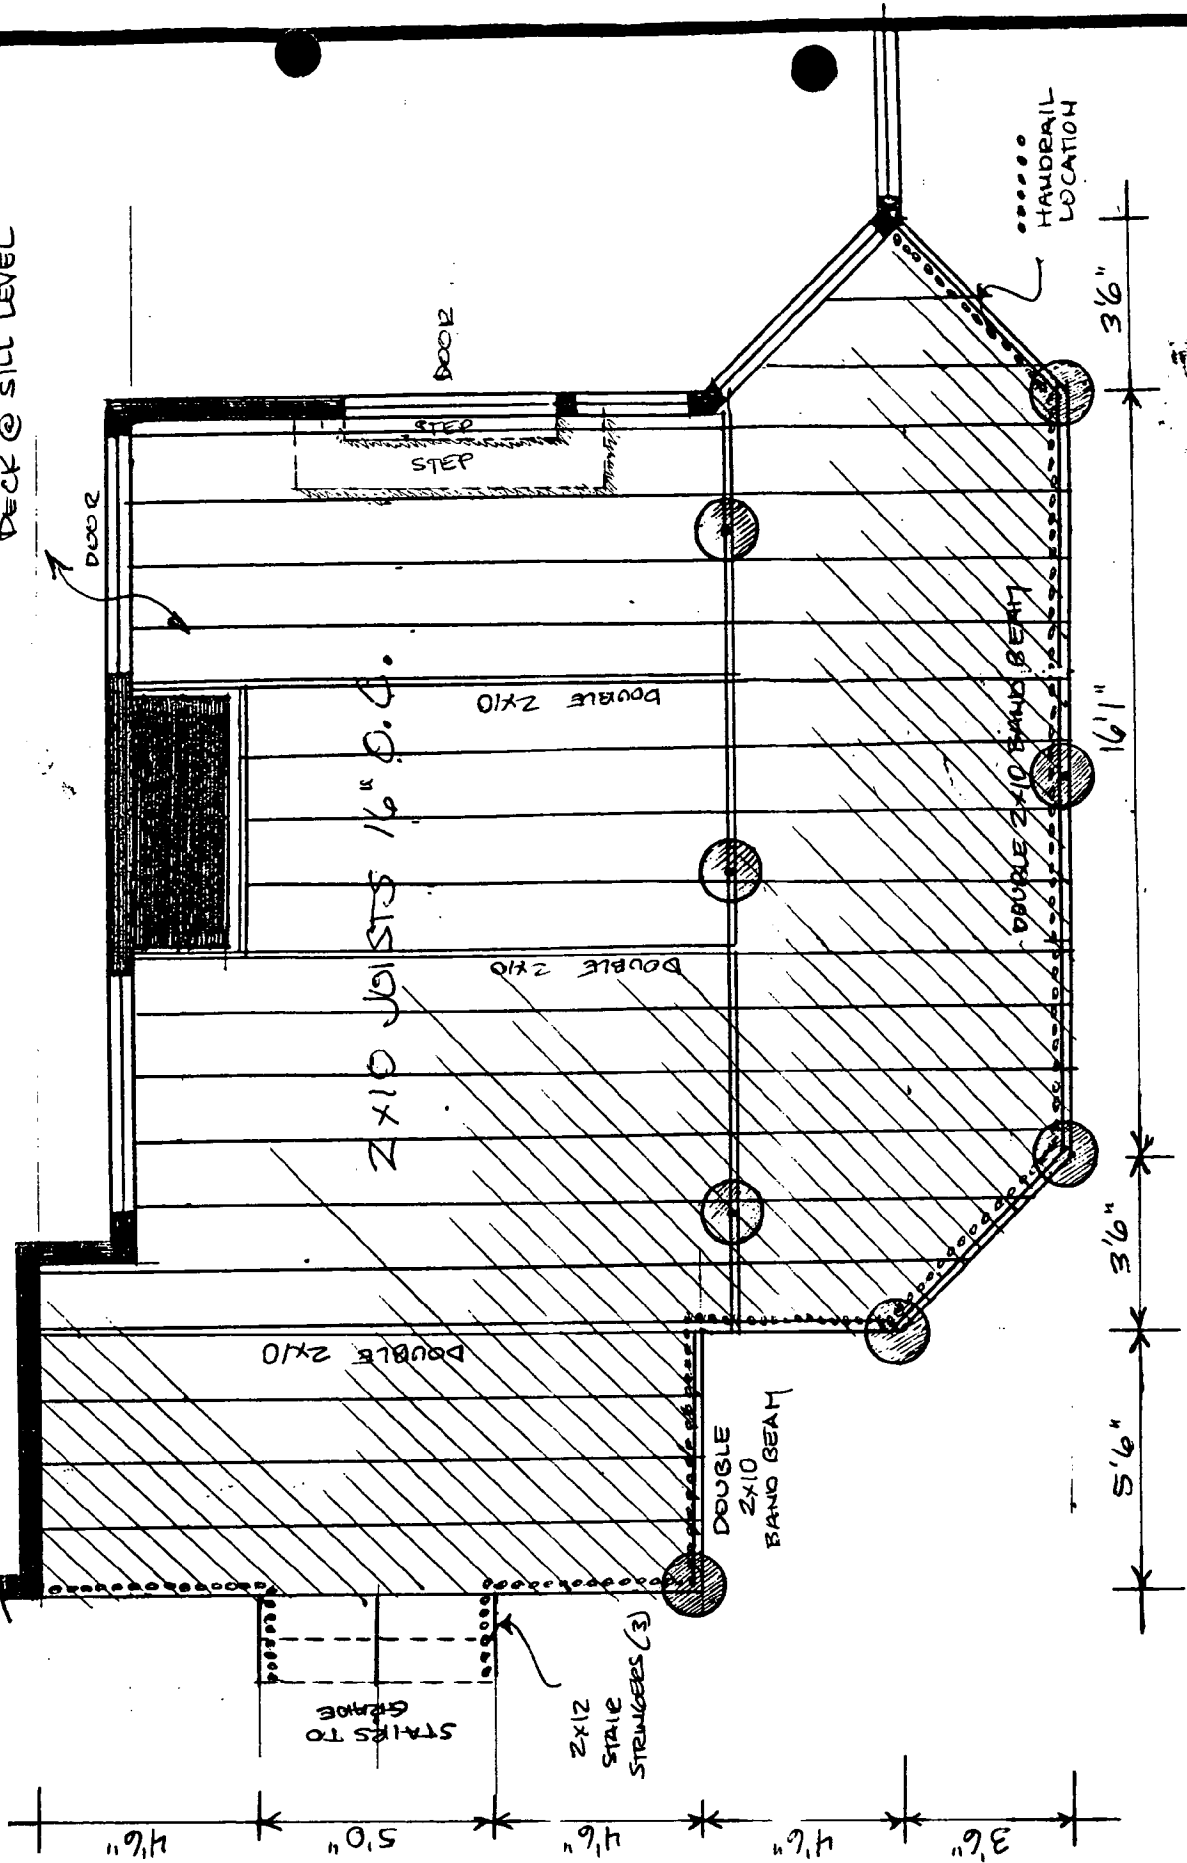 DECK @ SILL LEVEL
DOOR
DOOR
STEP
STEP
HANDRAIL
LOCATION
2x10 JOISTS 16" O.C.
DOUBLE 2x10
DOUBLE 2x10
DOUBLE 2x10
DOUBLE 2x10 BAND BEAM
DOUBLE
2x10
BAND BEAM
STAIRS TO
GRADE
2x12
STAIR
STRINGERS (3)
3'6"
16'1"
3'6"
5'6"
4'6"
5'0"
4'6"
4'6"
3'6"